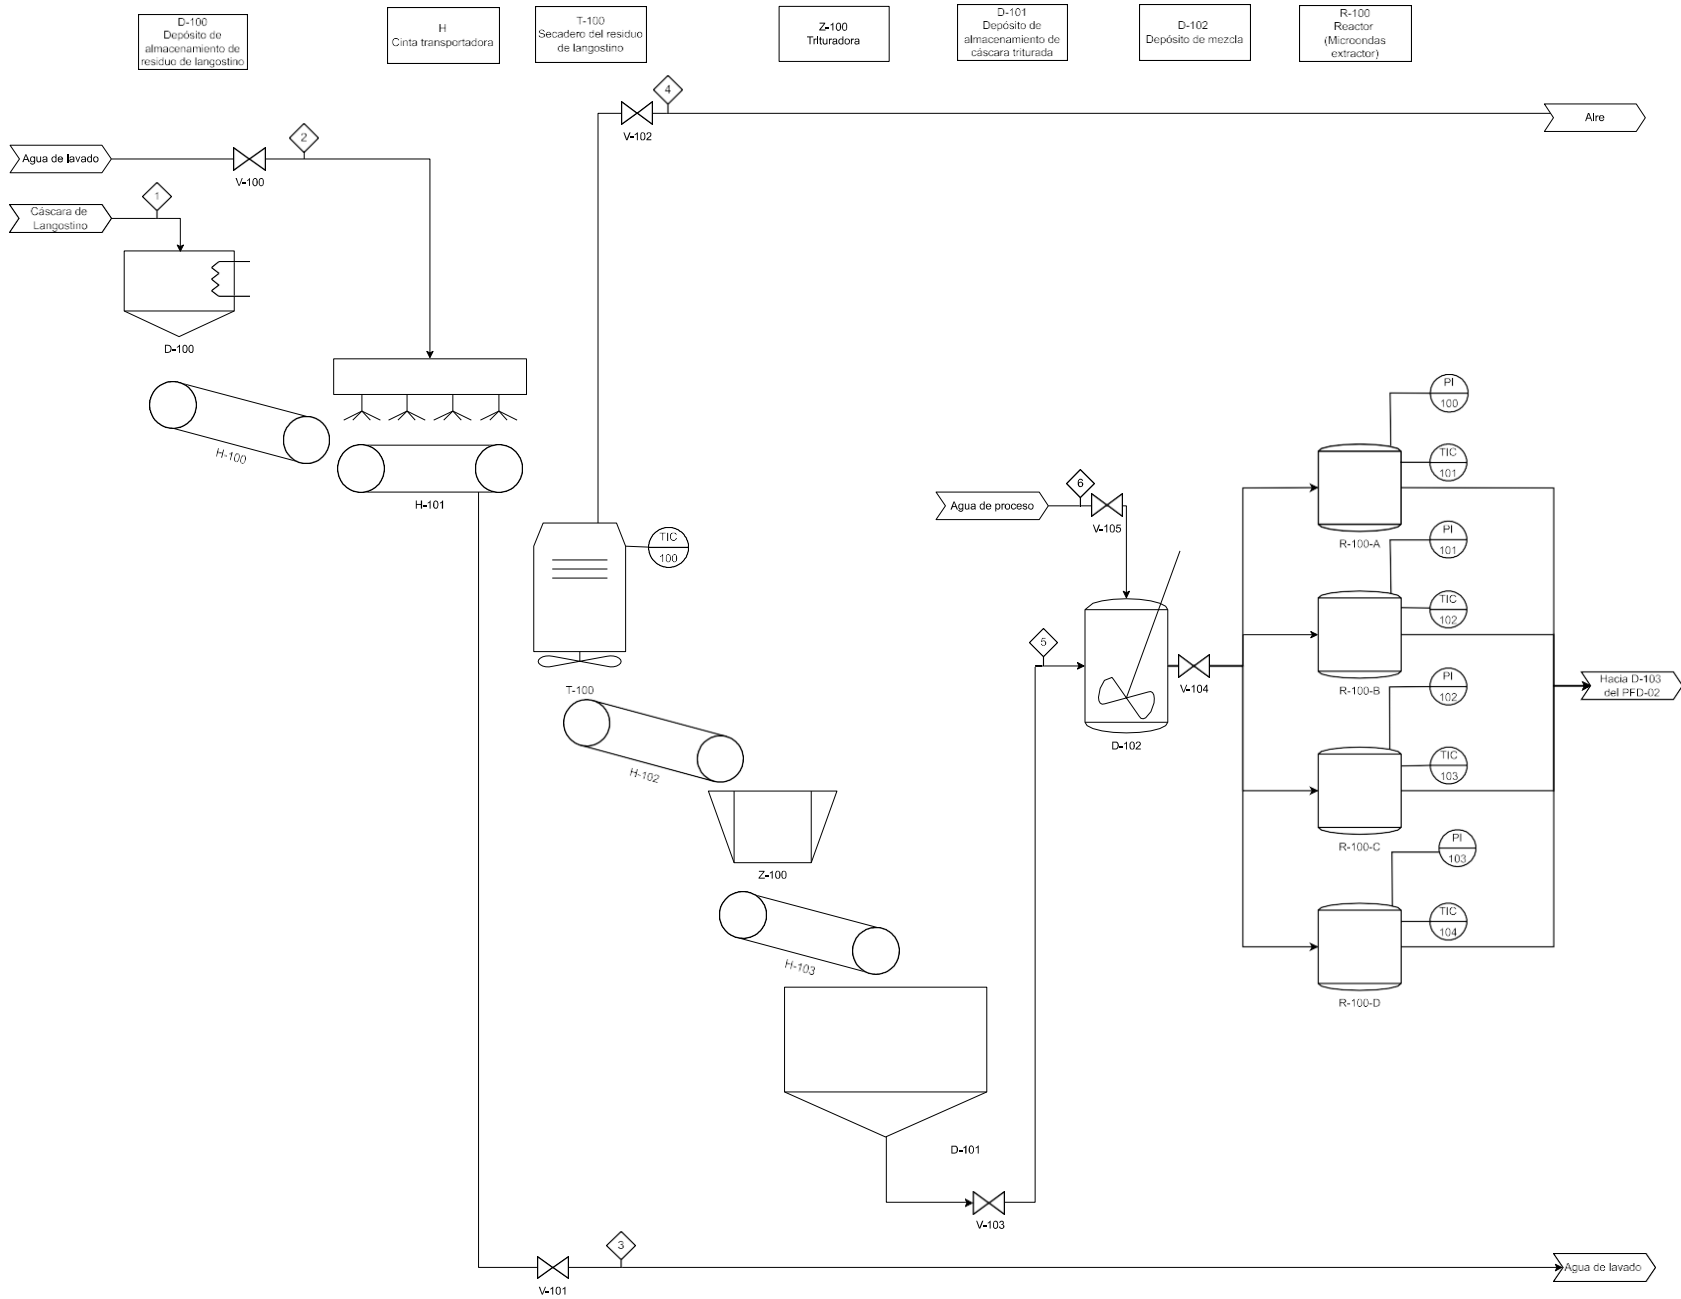 D-100
Depósito de
almacenamiento de
residuo de langostino
H
Cinta transportadora
T-100
Secadero del residuo
de langostino
Z-100
Trituradora
D-101
Depósito de
almacenamiento de
cáscara triturada
D-102
Depósito de mezcla
R-100
Reactor
(Microondas
extractor)
4
V-102
Aire
2
Agua de lavado
V-100
1
Cáscara de
Langostino
D-100
H-100
H-101
PI
100
TIC
101
R-100-A
6
Agua de proceso
V-105
TIC
100
PI
101
TIC
102
R-100-B
5
V-104
D-102
PI
102
Hacia D-103
del PFD-02
T-100
H-102
TIC
103
R-100-C
Z-100
PI
103
TIC
104
R-100-D
H-103
D-101
V-103
3
V-101
Agua de lavado